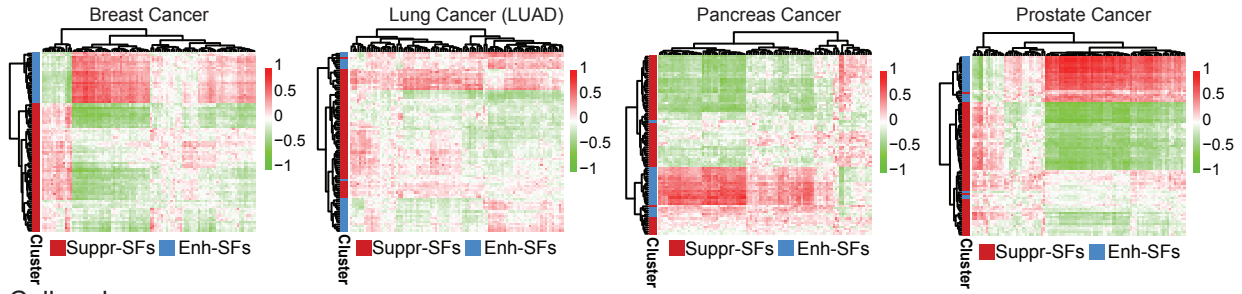 Breast Cancer
1
0.5
0
−0.5
−1
Cluster
Suppr-SFs Enh-SFs
Lung Cancer (LUAD)
1
0.5
0
−0.5
−1
Cluster
Suppr-SFs Enh-SFs
Pancreas Cancer
1
0.5
0
−0.5
−1
Cluster
Suppr-SFs Enh-SFs
Prostate Cancer
1
0.5
0
−0.5
−1
Cluster
Suppr-SFs Enh-SFs